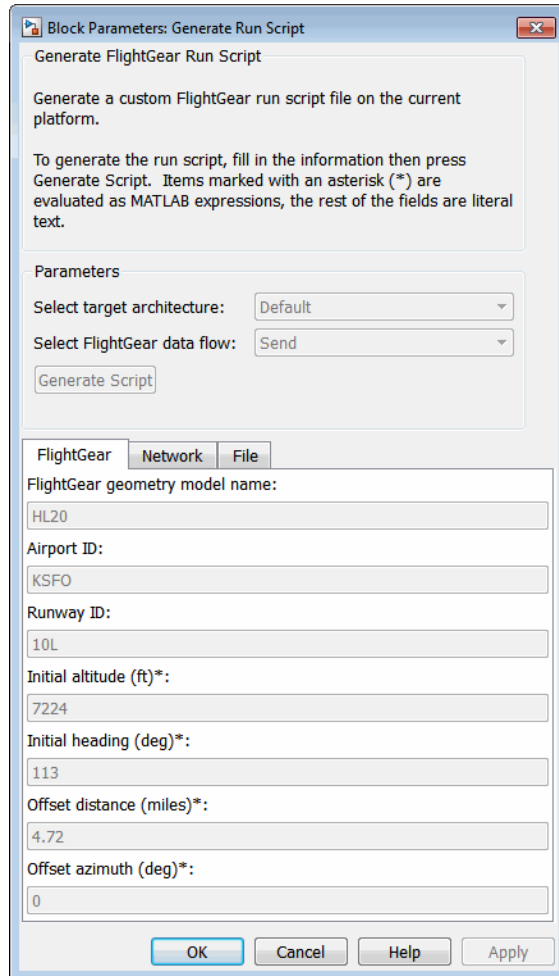 Block Parameters: Generate Run Script
Generate FlightGear Run Script
Generate a custom FlightGear run script file on the current
platform.
To generate the run script, fill in the information then press
Generate Script.  Items marked with an asterisk (*) are
evaluated as MATLAB expressions, the rest of the fields are literal
text.
Parameters
Select target architecture: Default
Select FlightGear data flow: Send
Generate Script
FlightGear Network File
FlightGear geometry model name:
HL20
Airport ID:
KSFO
Runway ID:
10L
Initial altitude (ft)*:
7224
Initial heading (deg)*:
113
Offset distance (miles)*:
4.72
Offset azimuth (deg)*:
0
OK Cancel Help Apply